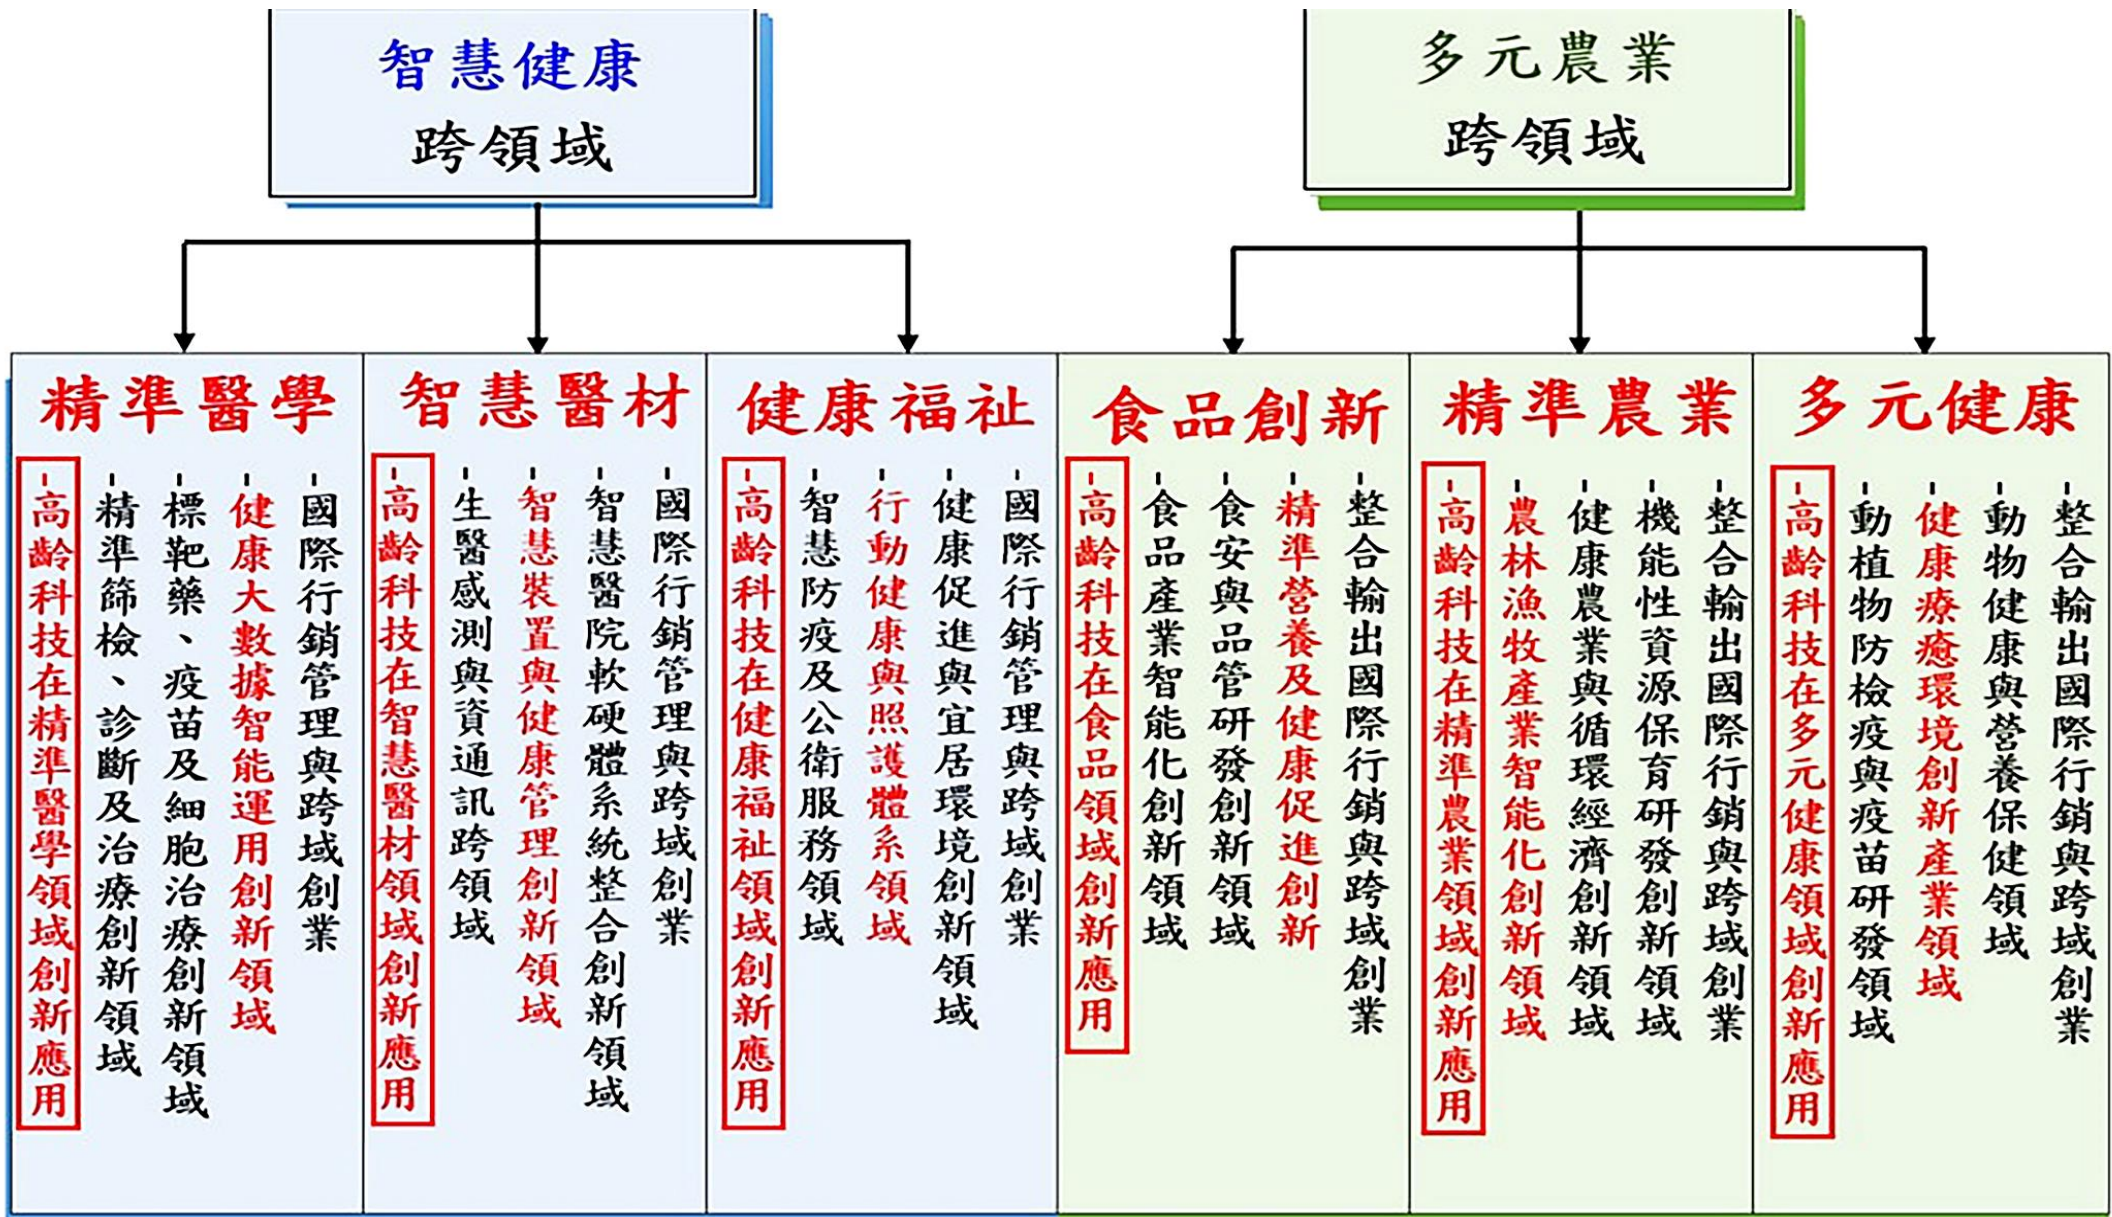 智慧健康
跨領域
多元農業
跨領域
精準醫學
-高齡科技在精準醫學領域創新應用
-精準篩檢、診斷及治療創新領域
-標靶藥、疫苗及細胞治療創新領域
-健康大數據智能運用創新領域
-國際行銷管理與跨域創業
智慧醫材
-高齡科技在智慧醫材領域創新應用
-生醫感測與資通訊跨領域
-智慧裝置與健康管理創新領域
-智慧醫院軟硬體系統整合創新領域
-國際行銷管理與跨域創業
健康福祉
-高齡科技在健康福祉領域創新應用
-智慧防疫及公衛服務領域
-行動健康與照護體系領域
-健康促進與宜居環境創新領域
-國際行銷管理與跨域創業
食品創新
-高齡科技在食品領域創新應用
-食品產業智能化創新領域
-食安與品管研發創新領域
-精準營養及健康促進創新
-整合輸出國際行銷與跨域創業
精準農業
-高齡科技在精準農業領域創新應用
-農林漁牧產業智能化創新領域
-健康農業與循環經濟創新領域
-機能性資源保育研發創新領域
-整合輸出國際行銷與跨域創業
多元健康
-高齡科技在多元健康領域創新應用
-動植物防檢疫與疫苗研發領域
-健康療癒環境創新產業領域
-動物健康與營養保健領域
-整合輸出國際行銷與跨域創業